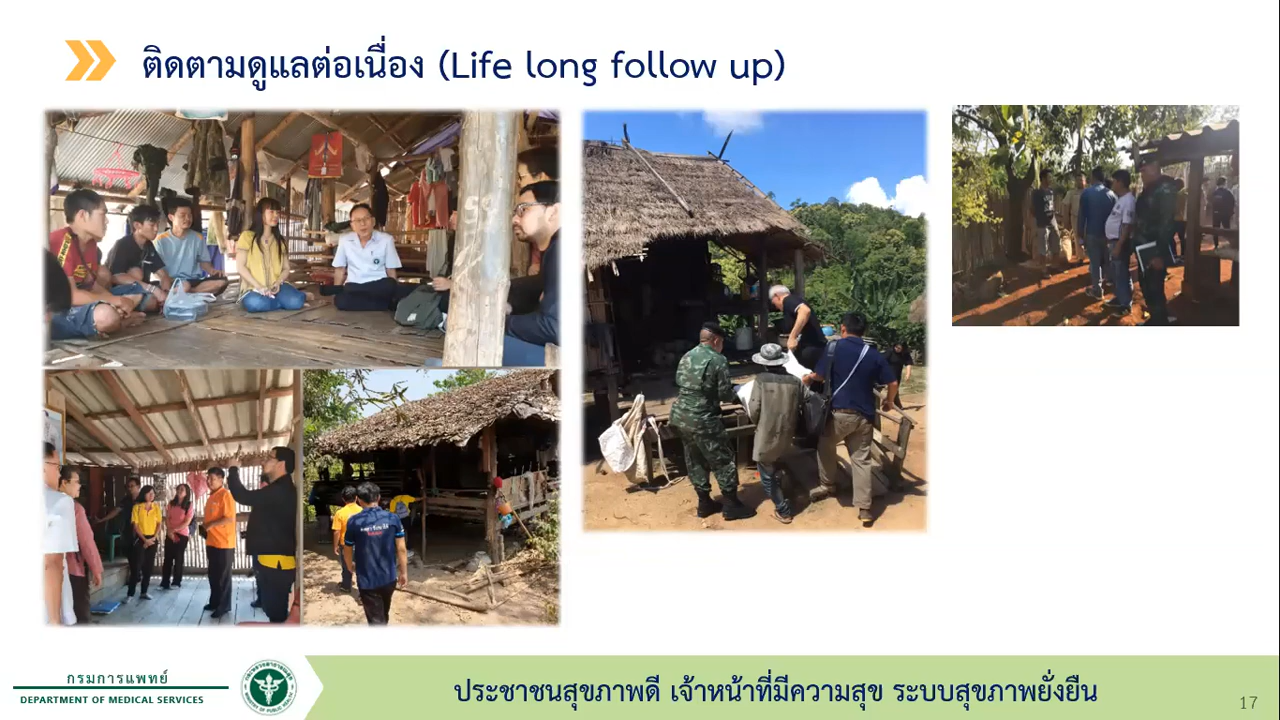 ติดตามดูแลต่อเนื่อง (Life long follow up)
กรมการแพทย์
DEPARTMENT OF MEDICAL SERVICES
ประชาชนสุขภาพดี เจ้าหน้าที่มีความสุข ระบบสุขภาพยั่งยืน
17